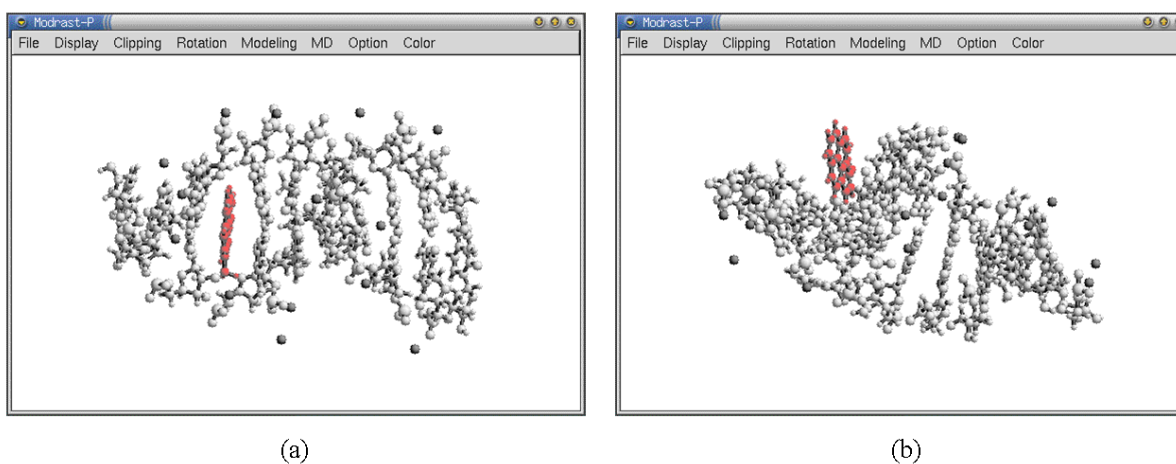 Modrast-P
File Display Clipping Rotation Modeling MD Option Color
Modrast-P
File Display Clipping Rotation Modeling MD Option Color
(a)
(b)